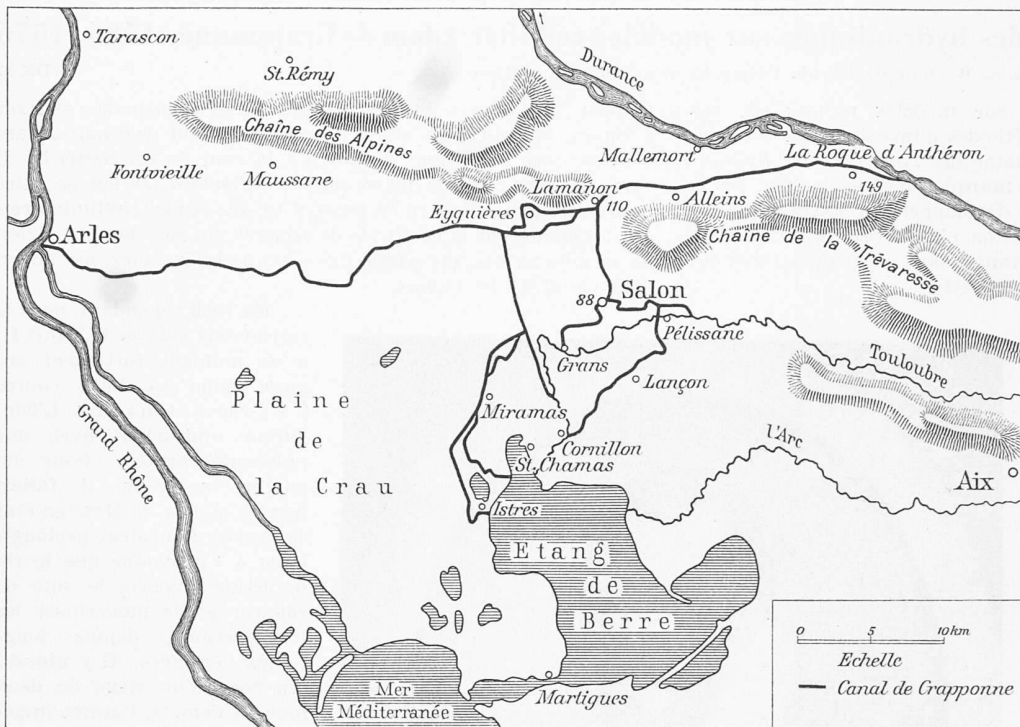 Tarascon
St. Rémy
Durance
Chaîne des Alpines
Mallemort
La Roque d'Anthéron
Fontvieille
Maussane
Lamanon
149
110
Alleins
Eyguières
Arles
Chaîne de la Trévaresse
88
Salon
Pélissane
Grans
Touloubre
Lançon
Plaine
de
la Crau
Miramas
Grand Rhône
Cornillon
l'Arc
St. Chamas
Aix
Istres
Etang
de
Berre
0 5 10 km
Echelle
Canal de Crapponne
Martigues
Mer
Méditerranée